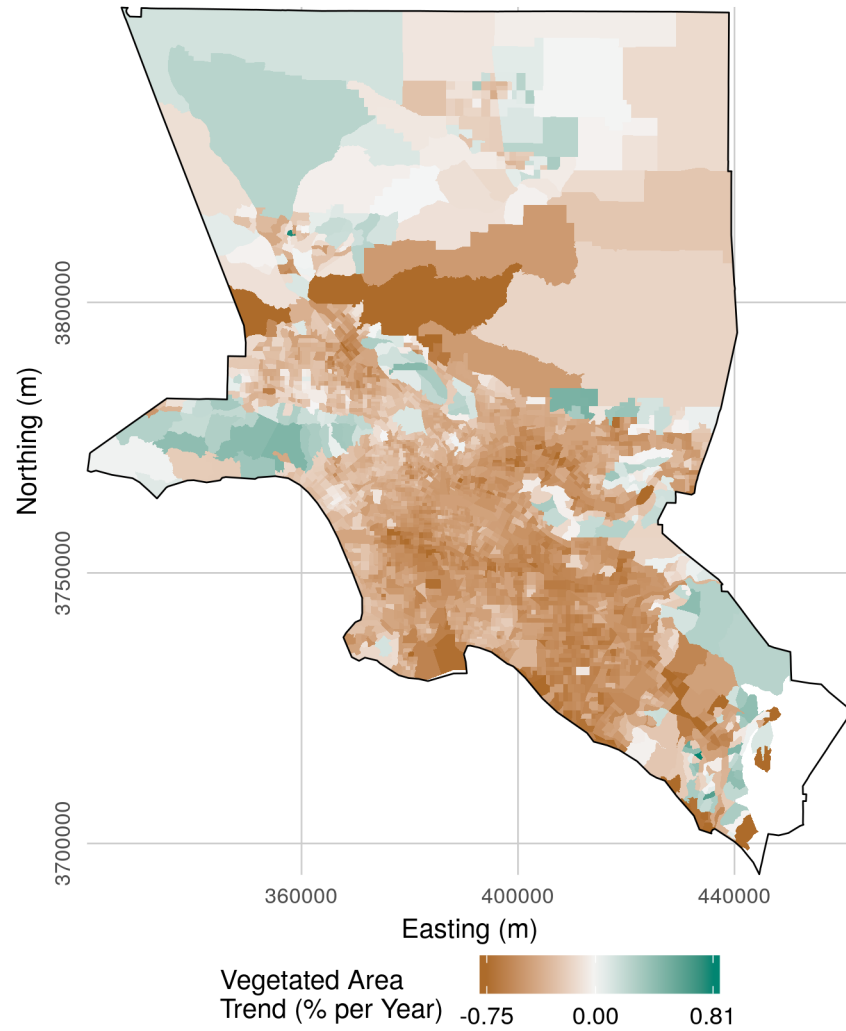 Northing (m)
3800000
3750000
3700000
360000 400000 440000
Easting (m)
Vegetated Area
Trend (% per Year)
-0.75 0.00 0.81